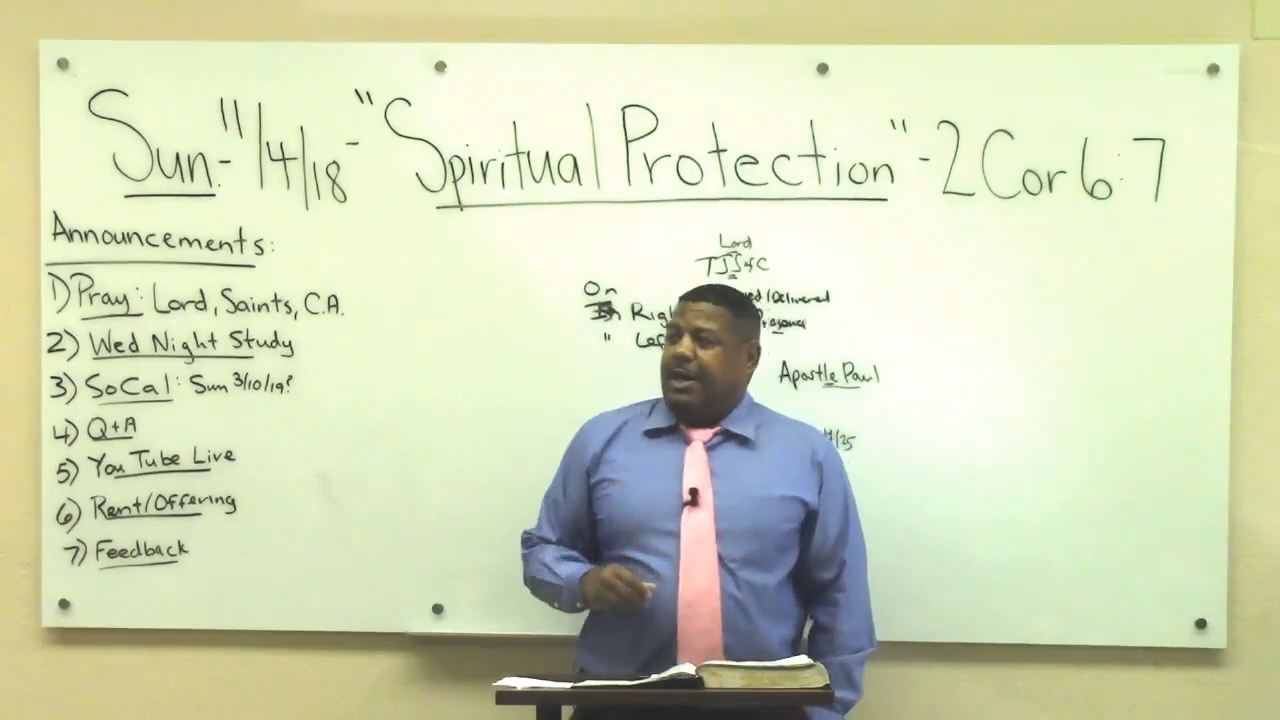 Sun.-11/4/18-"Spiritual Protection"-2 Cor 6:7
Announcements:
1) Pray: Lord, Saints, C.A.
2) Wed Night Study
3) SoCal: Sun 3/10/19?
4) Q+A
5) YouTube Live
6) Rent/Offering
7) Feedback
Lord
TJSofC
On
/Delivered
Apostle Paul